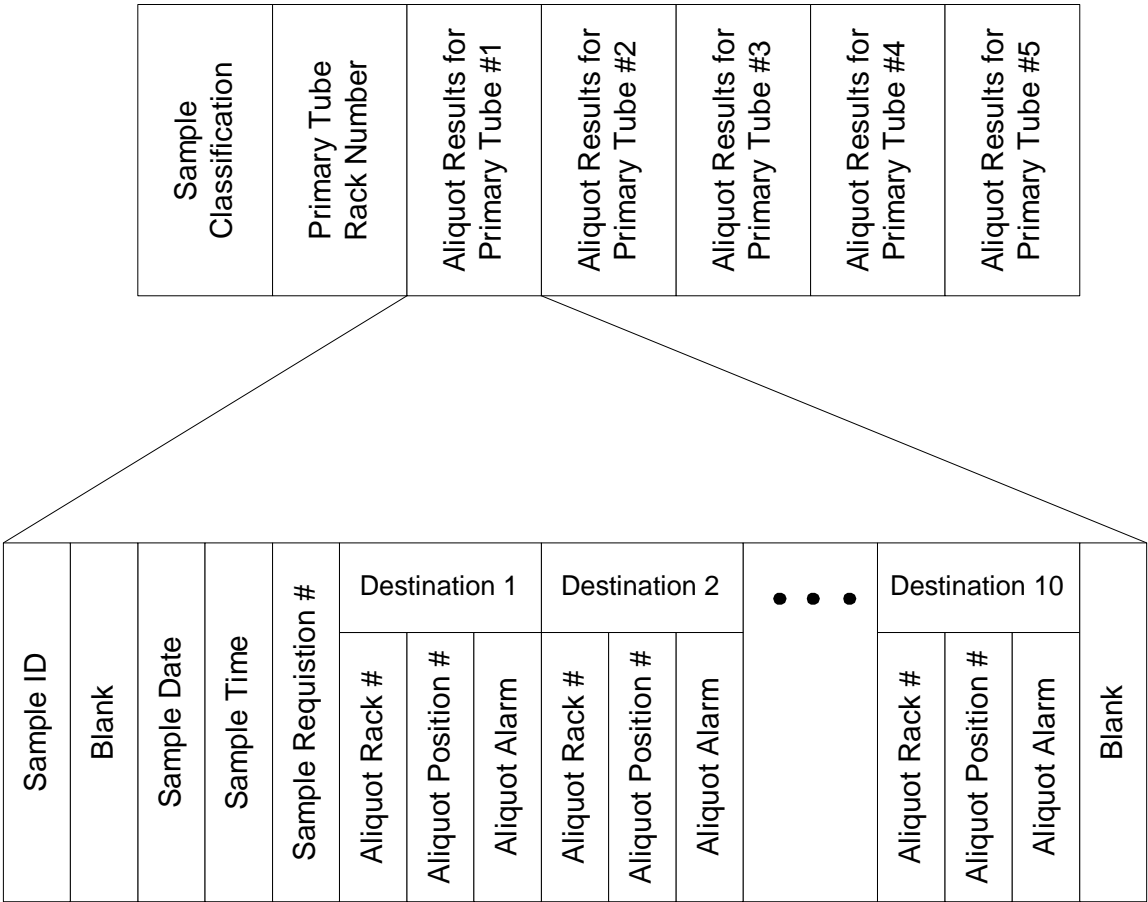 Sample
Classification
Primary Tube
Rack Number
Aliquot Results for
Primary Tube #1
Aliquot Results for
Primary Tube #2
Aliquot Results for
Primary Tube #3
Aliquot Results for
Primary Tube #4
Aliquot Results for
Primary Tube #5
Sample ID
Blank
Sample Date
Sample Time
Sample Requistion #
Destination 1
Aliquot Rack #
Aliquot Position #
Aliquot Alarm
Destination 2
Aliquot Rack #
Aliquot Position #
Aliquot Alarm
• • •
Destination 10
Aliquot Rack #
Aliquot Position #
Aliquot Alarm
Blank